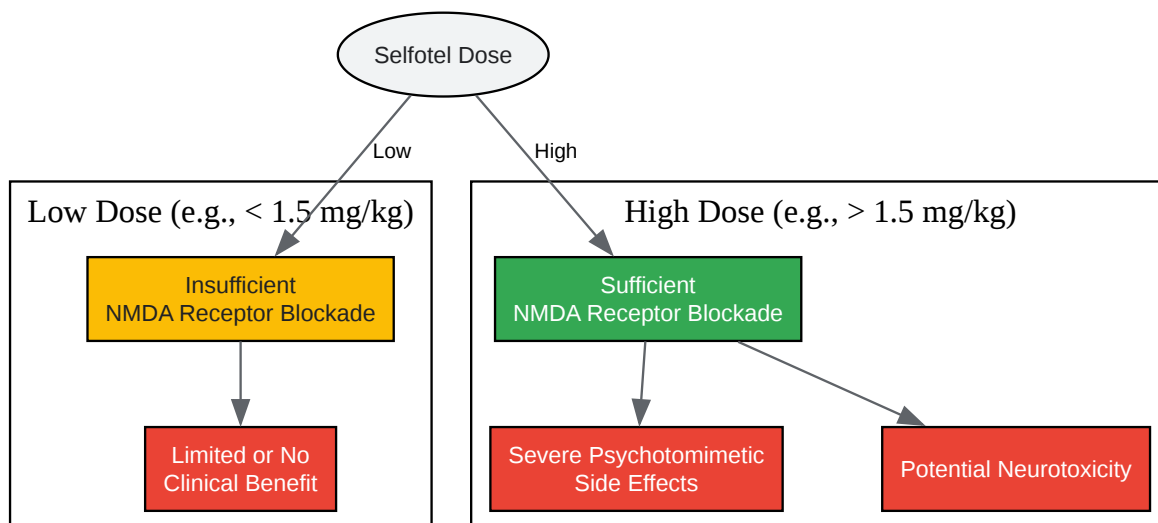 Selfotel Dose
Low
High
Low Dose (e.g., < 1.5 mg/kg)
High Dose (e.g., > 1.5 mg/kg)
Insufficient
NMDA Receptor Blockade
Sufficient
NMDA Receptor Blockade
Limited or No
Clinical Benefit
Severe Psychotomimetic
Side Effects
Potential Neurotoxicity